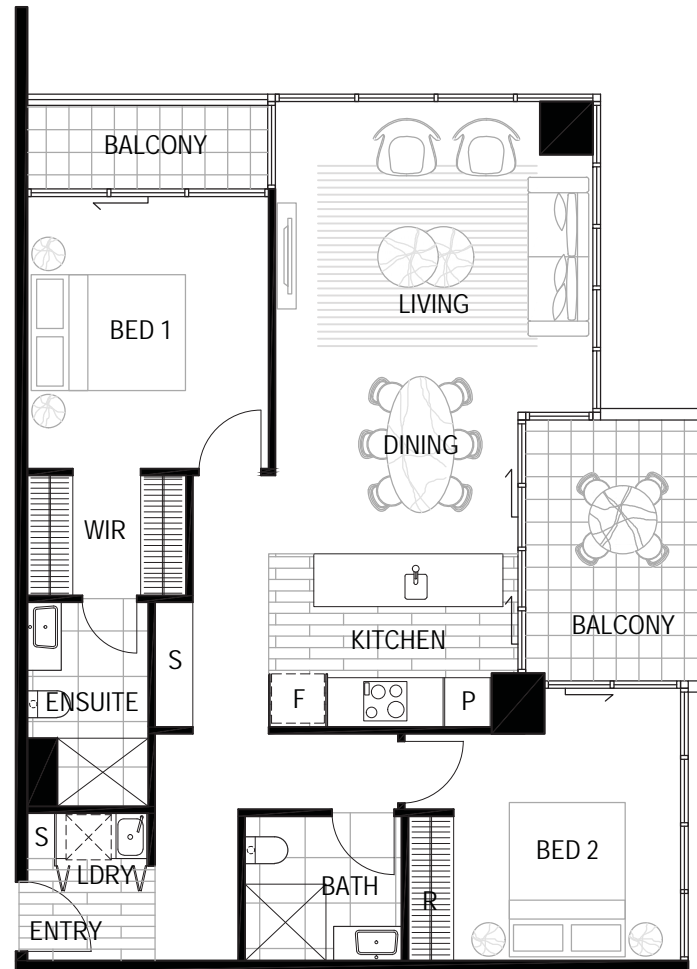 BALCONY
BED 1
LIVING
DINING
WIR
KITCHEN
BALCONY
S
ENSUITE
F
P
S
LDRY
BED 2
BATH
R
ENTRY